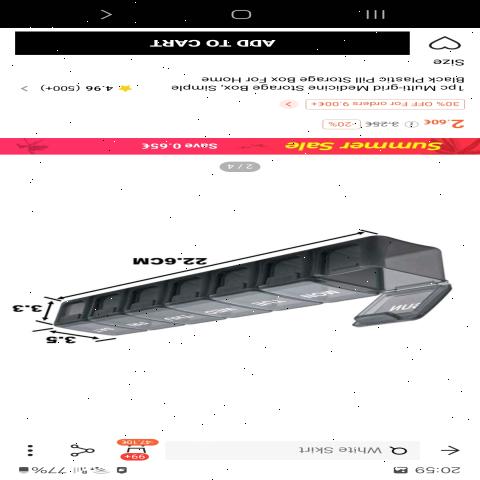 20:59
77%
White Skirt
99+
47.10€
SUN
MON
3.5
3.3
22.6CM
2 / 4
Summer Sale
Save 0.65€
2.60€ 3.25€ -20%
30% OFF For orders 9.00€+
1pc Multi-grid Medicine Storage Box, Simple
Black Plastic Pill Storage Box For Home
4.96 (500+)
Size
ADD TO CART